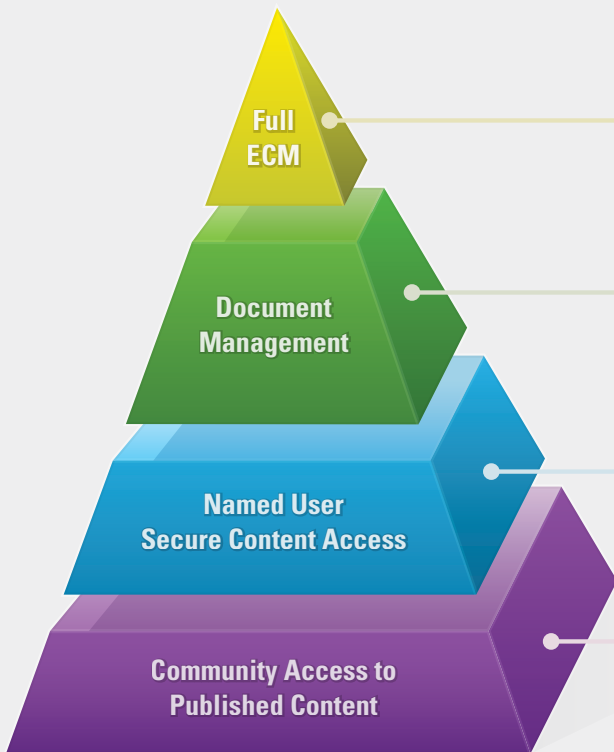 Full
ECM
Document
Management
Named User
Secure Content Access
Community Access to
Published Content